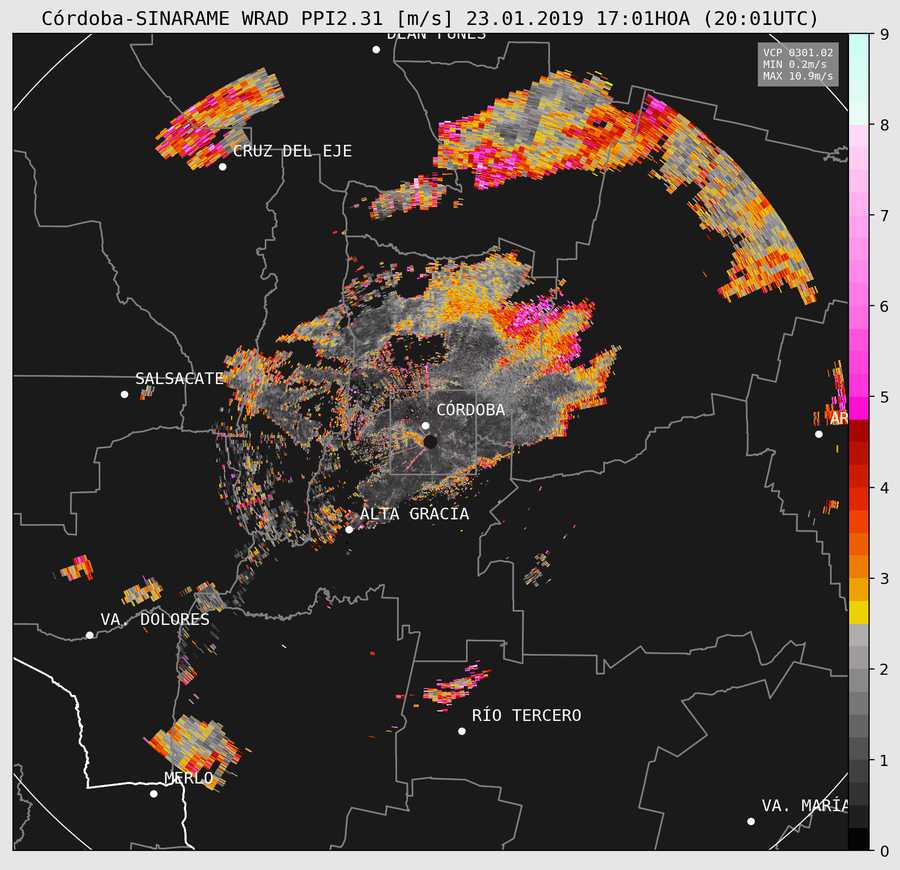 Córdoba-SINARAME WRAD PPI2.31 [m/s] 23.01.2019 17:01HOA (20:01UTC)
DEAN FUNES
VCP 0301.02
MIN 0.2m/s
MAX 10.9m/s
9
8
CRUZ DEL EJE
7
6
SALSACATE
5
CÓRDOBA
AR
4
ALTA GRACIA
3
VA. DOLORES
2
RÍO TERCERO
1
MERLO
VA. MARÍA
0